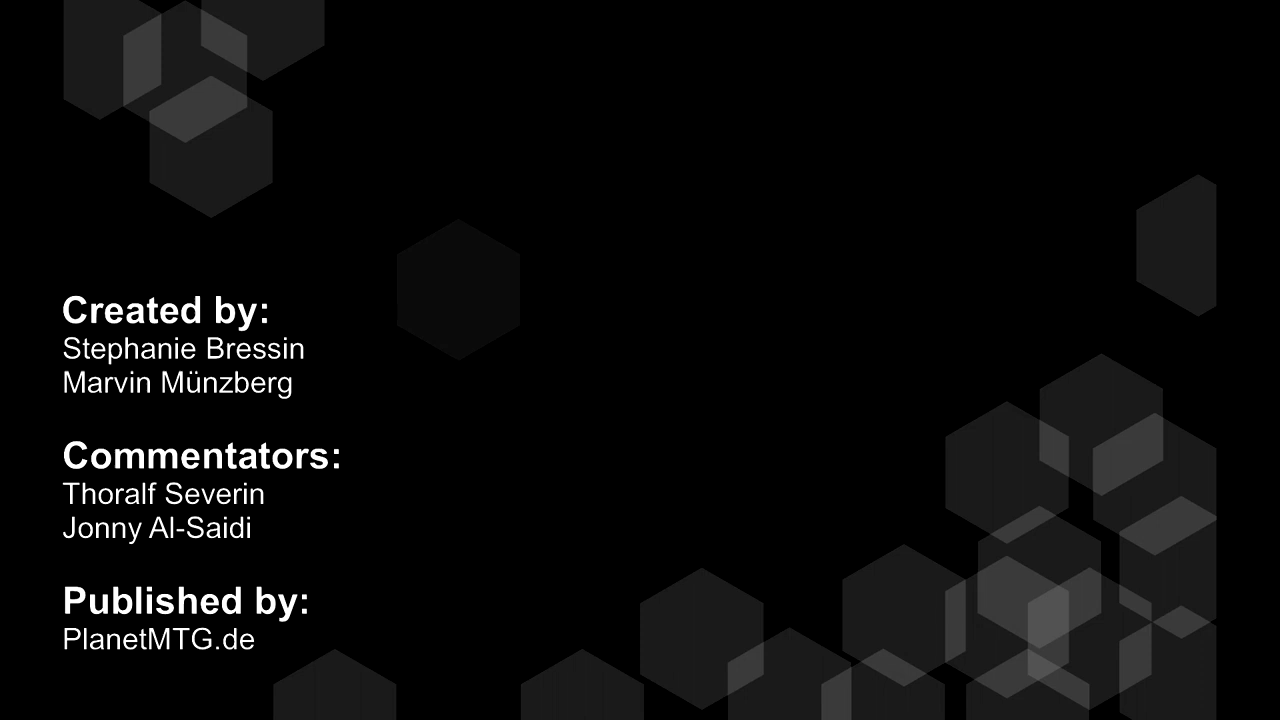 Created by:
Stephanie Bressin
Marvin Münzberg
Commentators:
Thoralf Severin
Jonny Al-Saidi
Published by:
PlanetMTG.de